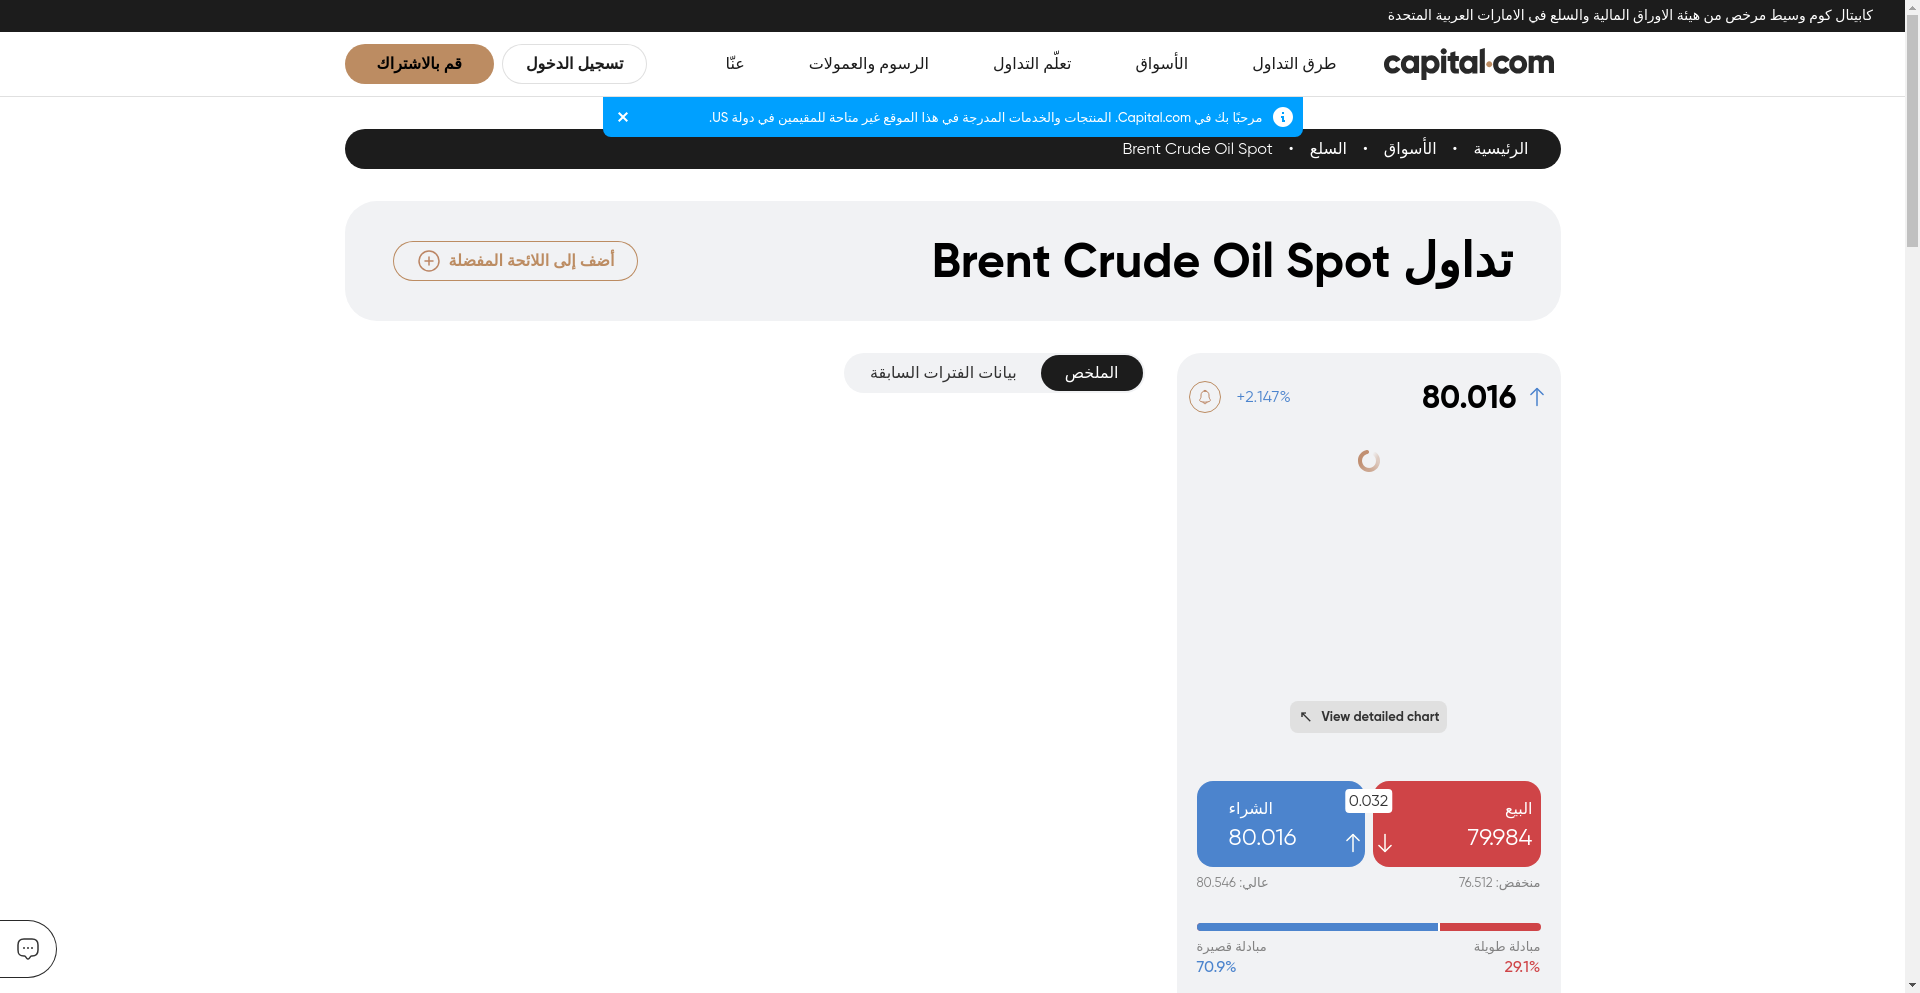 كابيتال كوم وسيط مرخص من هيئة الاوراق المالية والسلع في الامارات العربية المتحدة
capital.com
طرق التداول
الأسواق
تعلّم التداول
الرسوم والعمولات
عنّا
تسجيل الدخول
قم بالاشتراك
مرحبًا بك في Capital.com. المنتجات والخدمات المدرجة في هذا الموقع غير متاحة للمقيمين في دولة US.
الرئيسية • الأسواق • السلع • Brent Crude Oil Spot
تداول Brent Crude Oil Spot
أضف إلى اللائحة المفضلة
80.016
+2.147%
الملخص
بيانات الفترات السابقة
View detailed chart
البيع
79.984
0.032
الشراء
80.016
منخفض: 76.512
عالي: 80.546
مبادلة طويلة
29.1%
مبادلة قصيرة
70.9%